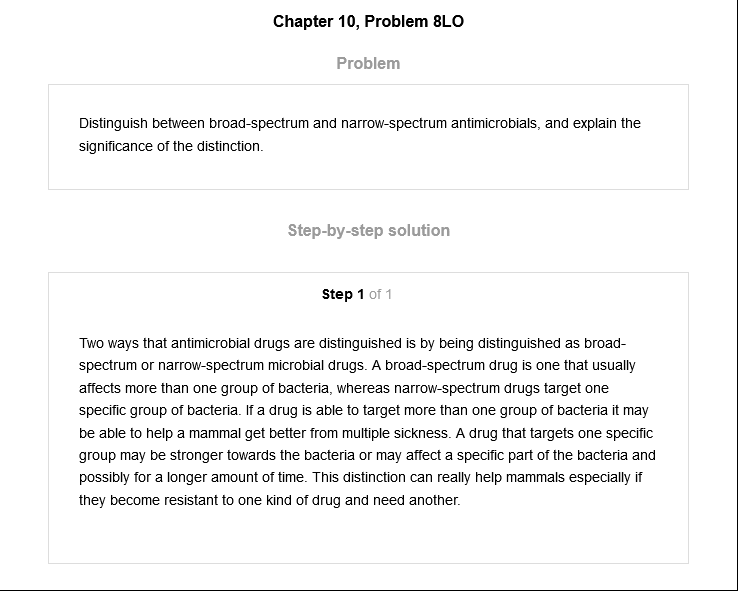 Chapter 10, Problem 8LO
Problem
Distinguish between broad-spectrum and narrow-spectrum antimicrobials, and explain the
significance of the distinction.
Step-by-step solution
Step 1 of 1
Two ways that antimicrobial drugs are distinguished is by being distinguished as broad-
spectrum or narrow-spectrum microbial drugs. A broad-spectrum drug is one that usually
affects more than one group of bacteria, whereas narrow-spectrum drugs target one
specific group of bacteria. If a drug is able to target more than one group of bacteria it may
be able to help a mammal get better from multiple sickness. A drug that targets one specific
group may be stronger towards the bacteria or may affect a specific part of the bacteria and
possibly for a longer amount of time. This distinction can really help mammals especially if
they become resistant to one kind of drug and need another.